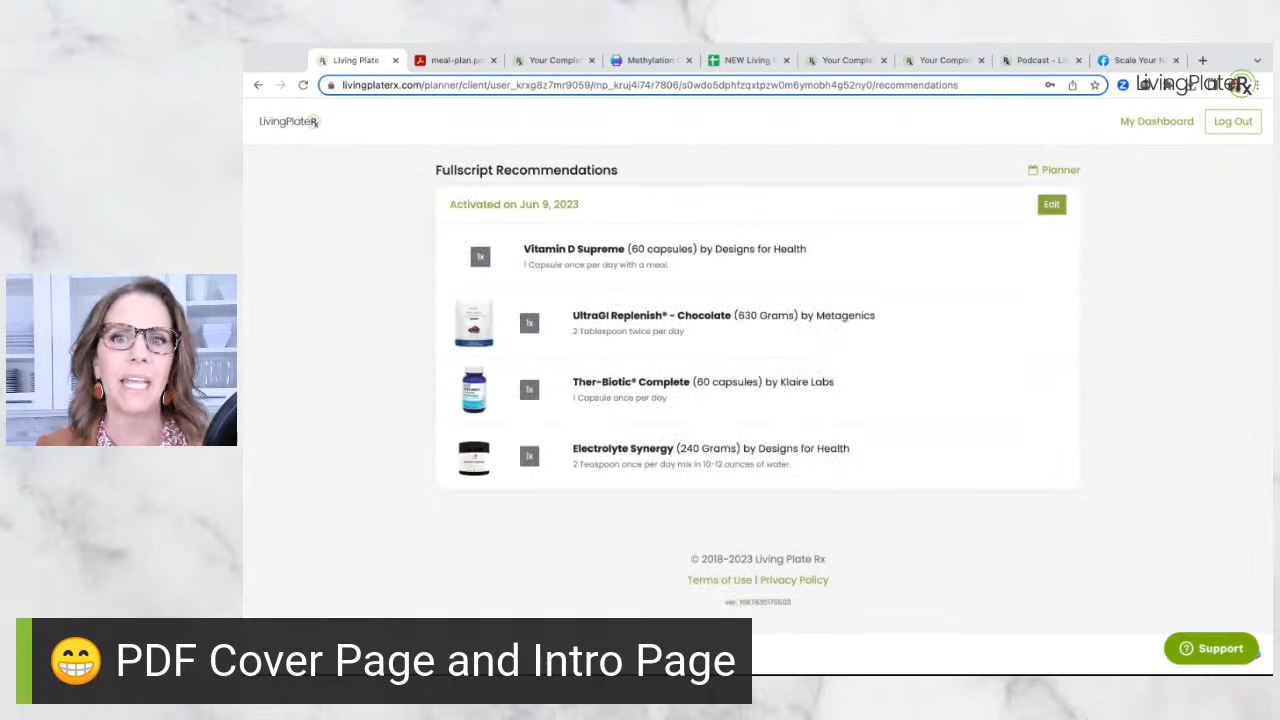 Living Plate -
meal-plan.p
Your Comple
Methylation
NEW Living
Your Comple
Your Comple
Podcast - Li
Scale Your N
livingplaterx.com/planner/client/user_krxg8z7mr9059/mp_kruj4i74r7806/s0wdo5dphfzqxtpzw0m6ymobh4g52ny0/recommendations
LivingPlateRx
LivingPlateRx
My Dashboard
Log Out
Fullscript Recommendations
Planner
Activated on Jun 9, 2023
Edit
1x
Vitamin D Supreme (60 capsules) by Designs for Health
1 Capsule once per day with a meal.
1x
UltraGI Replenish® - Chocolate (630 Grams) by Metagenics
2 Tablespoon twice per day
1x
Ther-Biotic® Complete (60 capsules) by Klaire Labs
1 Capsule once per day
1x
Electrolyte Synergy (240 Grams) by Designs for Health
2 Teaspoon once per day mix in 10-12 ounces of water.
© 2018-2023 Living Plate Rx
Terms of Use | Privacy Policy
Support
😁 PDF Cover Page and Intro Page